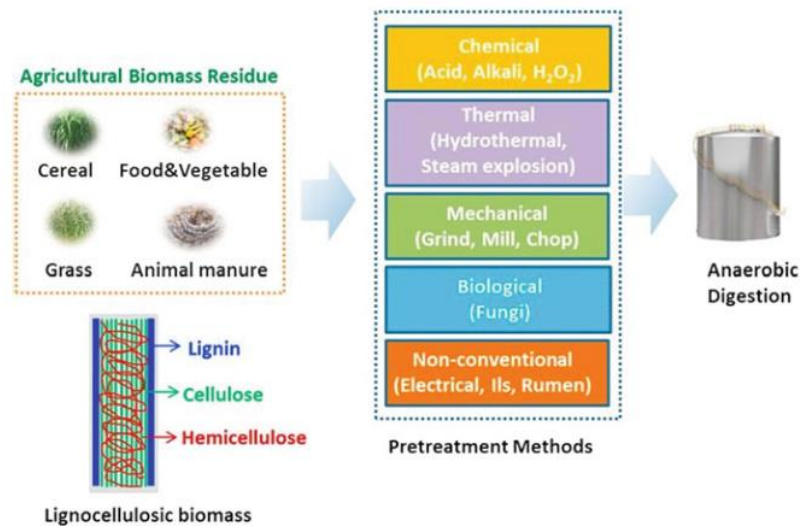 Agricultural Biomass Residue
Cereal
Food&Vegetable
Grass
Animal manure
Lignin
Cellulose
Hemicellulose
Lignocellulosic biomass
Chemical
(Acid, Alkali, H₂O₂)
Thermal
(Hydrothermal,
Steam explosion)
Mechanical
(Grind, Mill, Chop)
Biological
(Fungi)
Non-conventional
(Electrical, Ils, Rumen)
Pretreatment Methods
Anaerobic
Digestion